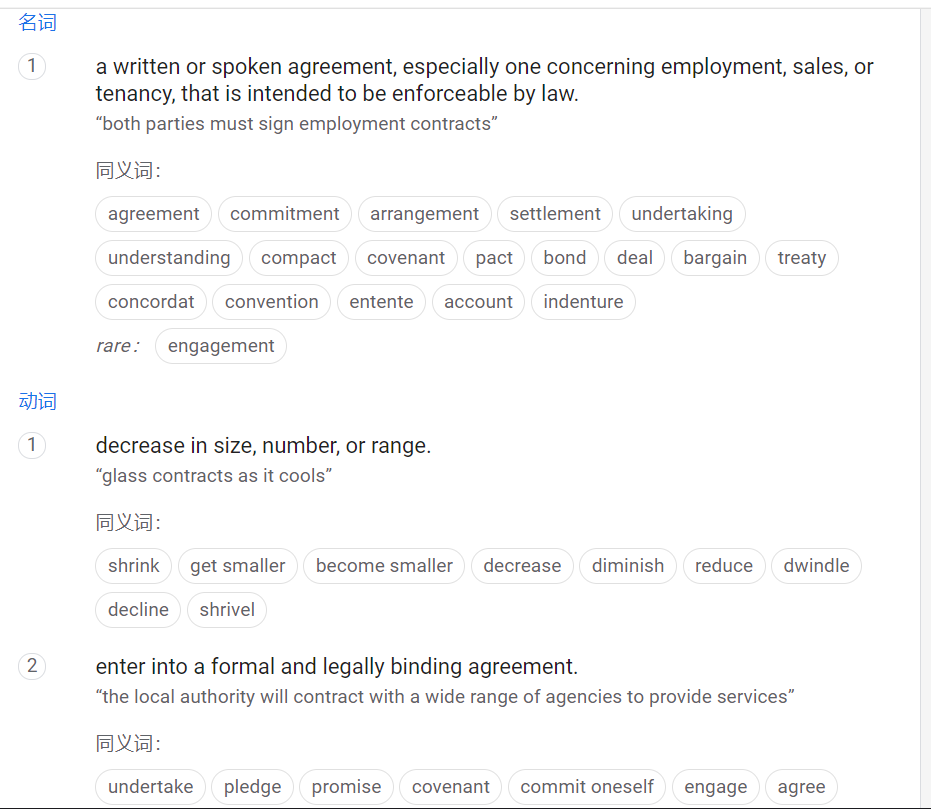 名词
1 a written or spoken agreement, especially one concerning employment, sales, or
tenancy, that is intended to be enforceable by law.
“both parties must sign employment contracts”
同义词：
agreement commitment arrangement settlement undertaking
understanding compact covenant pact bond deal bargain treaty
concordat convention entente account indenture
rare： engagement
动词
1 decrease in size, number, or range.
“glass contracts as it cools”
同义词：
shrink get smaller become smaller decrease diminish reduce dwindle
decline shrivel
2 enter into a formal and legally binding agreement.
“the local authority will contract with a wide range of agencies to provide services”
同义词：
undertake pledge promise covenant commit oneself engage agree